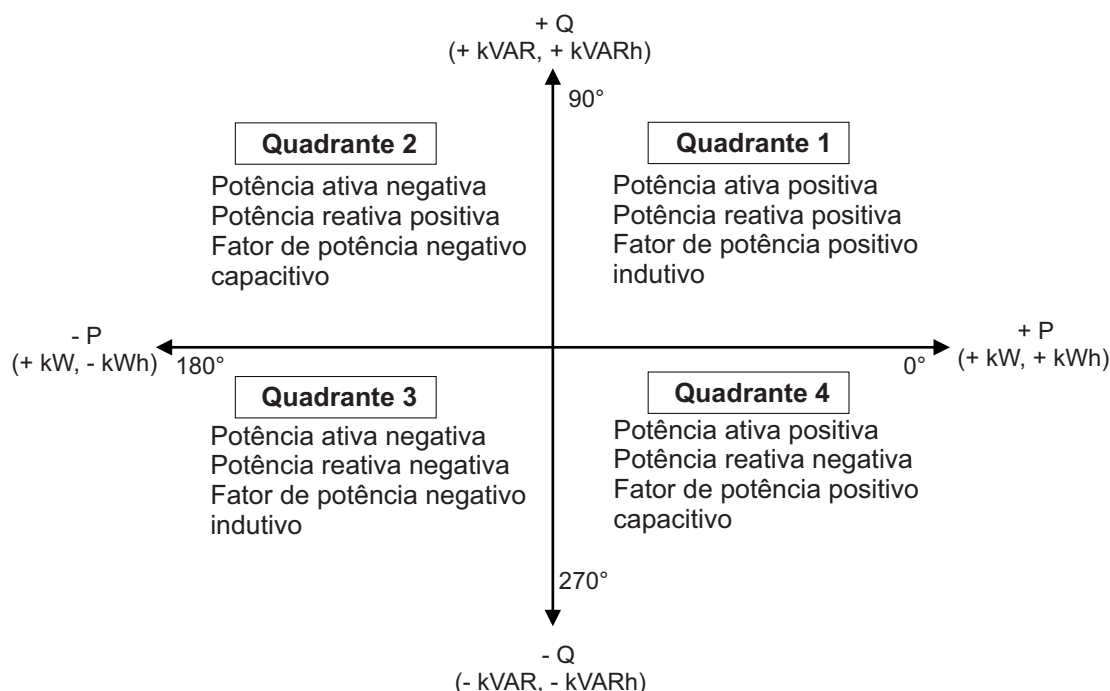 + Q
(+ kVAR, + kVARh)
90°
Quadrante 2
Potência ativa negativa
Potência reativa positiva
Fator de potência negativo
capacitivo
Quadrante 1
Potência ativa positiva
Potência reativa positiva
Fator de potência positivo
indutivo
- P
(+ kW, - kWh)
180°
0°
+ P
(+ kW, + kWh)
Quadrante 3
Potência ativa negativa
Potência reativa negativa
Fator de potência negativo
indutivo
Quadrante 4
Potência ativa positiva
Potência reativa negativa
Fator de potência positivo
capacitivo
270°
- Q
(- kVAR, - kVARh)